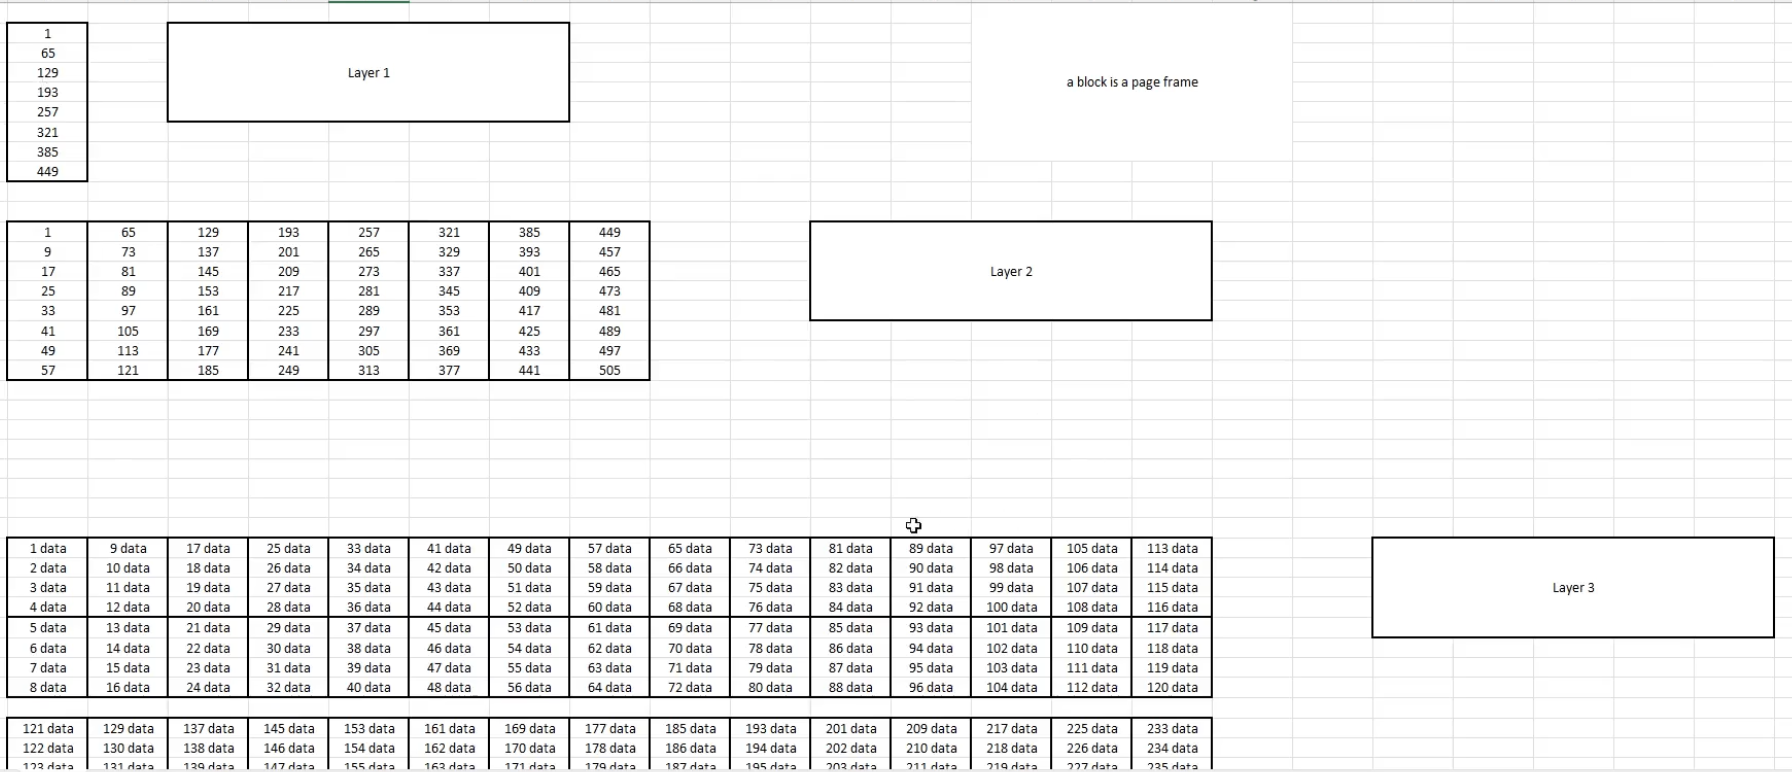 1
65
129
193
257
321
385
449
Layer 1
a block is a page frame
1 65 129 193 257 321 385 449
9 73 137 201 265 329 393 457
17 81 145 209 273 337 401 465
25 89 153 217 281 345 409 473
33 97 161 225 289 353 417 481
41 105 169 233 297 361 425 489
49 113 177 241 305 369 433 497
57 121 185 249 313 377 441 505
Layer 2
1 data 9 data 17 data 25 data 33 data 41 data 49 data 57 data 65 data 73 data 81 data 89 data 97 data 105 data 113 data
2 data 10 data 18 data 26 data 34 data 42 data 50 data 58 data 66 data 74 data 82 data 90 data 98 data 106 data 114 data
3 data 11 data 19 data 27 data 35 data 43 data 51 data 59 data 67 data 75 data 83 data 91 data 99 data 107 data 115 data
4 data 12 data 20 data 28 data 36 data 44 data 52 data 60 data 68 data 76 data 84 data 92 data 100 data 108 data 116 data
5 data 13 data 21 data 29 data 37 data 45 data 53 data 61 data 69 data 77 data 85 data 93 data 101 data 109 data 117 data
6 data 14 data 22 data 30 data 38 data 46 data 54 data 62 data 70 data 78 data 86 data 94 data 102 data 110 data 118 data
7 data 15 data 23 data 31 data 39 data 47 data 55 data 63 data 71 data 79 data 87 data 95 data 103 data 111 data 119 data
8 data 16 data 24 data 32 data 40 data 48 data 56 data 64 data 72 data 80 data 88 data 96 data 104 data 112 data 120 data
Layer 3
121 data 129 data 137 data 145 data 153 data 161 data 169 data 177 data 185 data 193 data 201 data 209 data 217 data 225 data 233 data
122 data 130 data 138 data 146 data 154 data 162 data 170 data 178 data 186 data 194 data 202 data 210 data 218 data 226 data 234 data
123 data 131 data 139 data 147 data 155 data 163 data 171 data 179 data 187 data 195 data 203 data 211 data 219 data 227 data 235 data